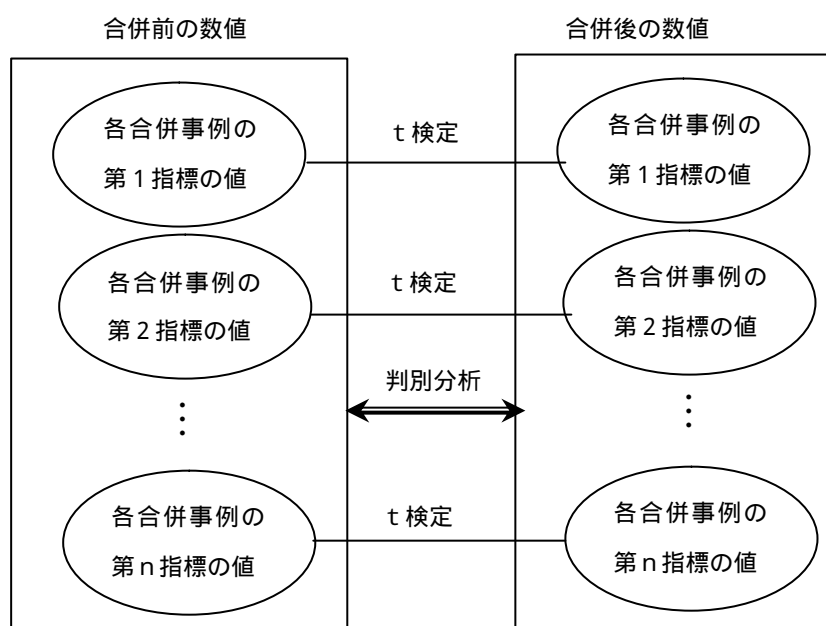 合併前の数値
合併後の数値
各合併事例の
第1指標の値
t 検定
各合併事例の
第1指標の値
各合併事例の
第2指標の値
t 検定
各合併事例の
第2指標の値
判別分析
⋮
⋮
各合併事例の
第n指標の値
t 検定
各合併事例の
第n指標の値